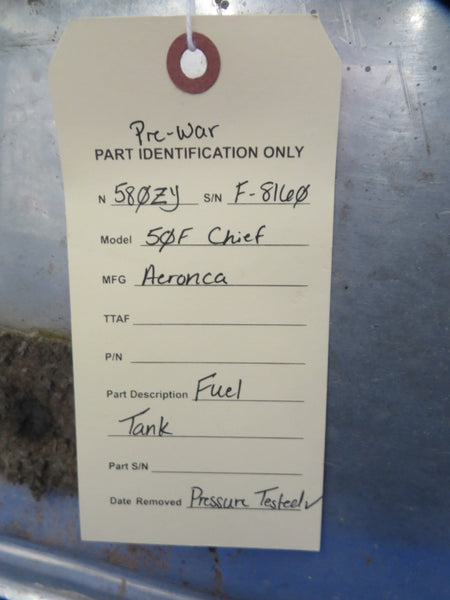 Pre-War
PART IDENTIFICATION ONLY
N 58ØZY S/N F-816Ø
Model 5ØF Chief
MFG Aeronca
TTAF
P/N
Part Description Fuel
Tank
Part S/N
Date Removed Pressure Tested✓